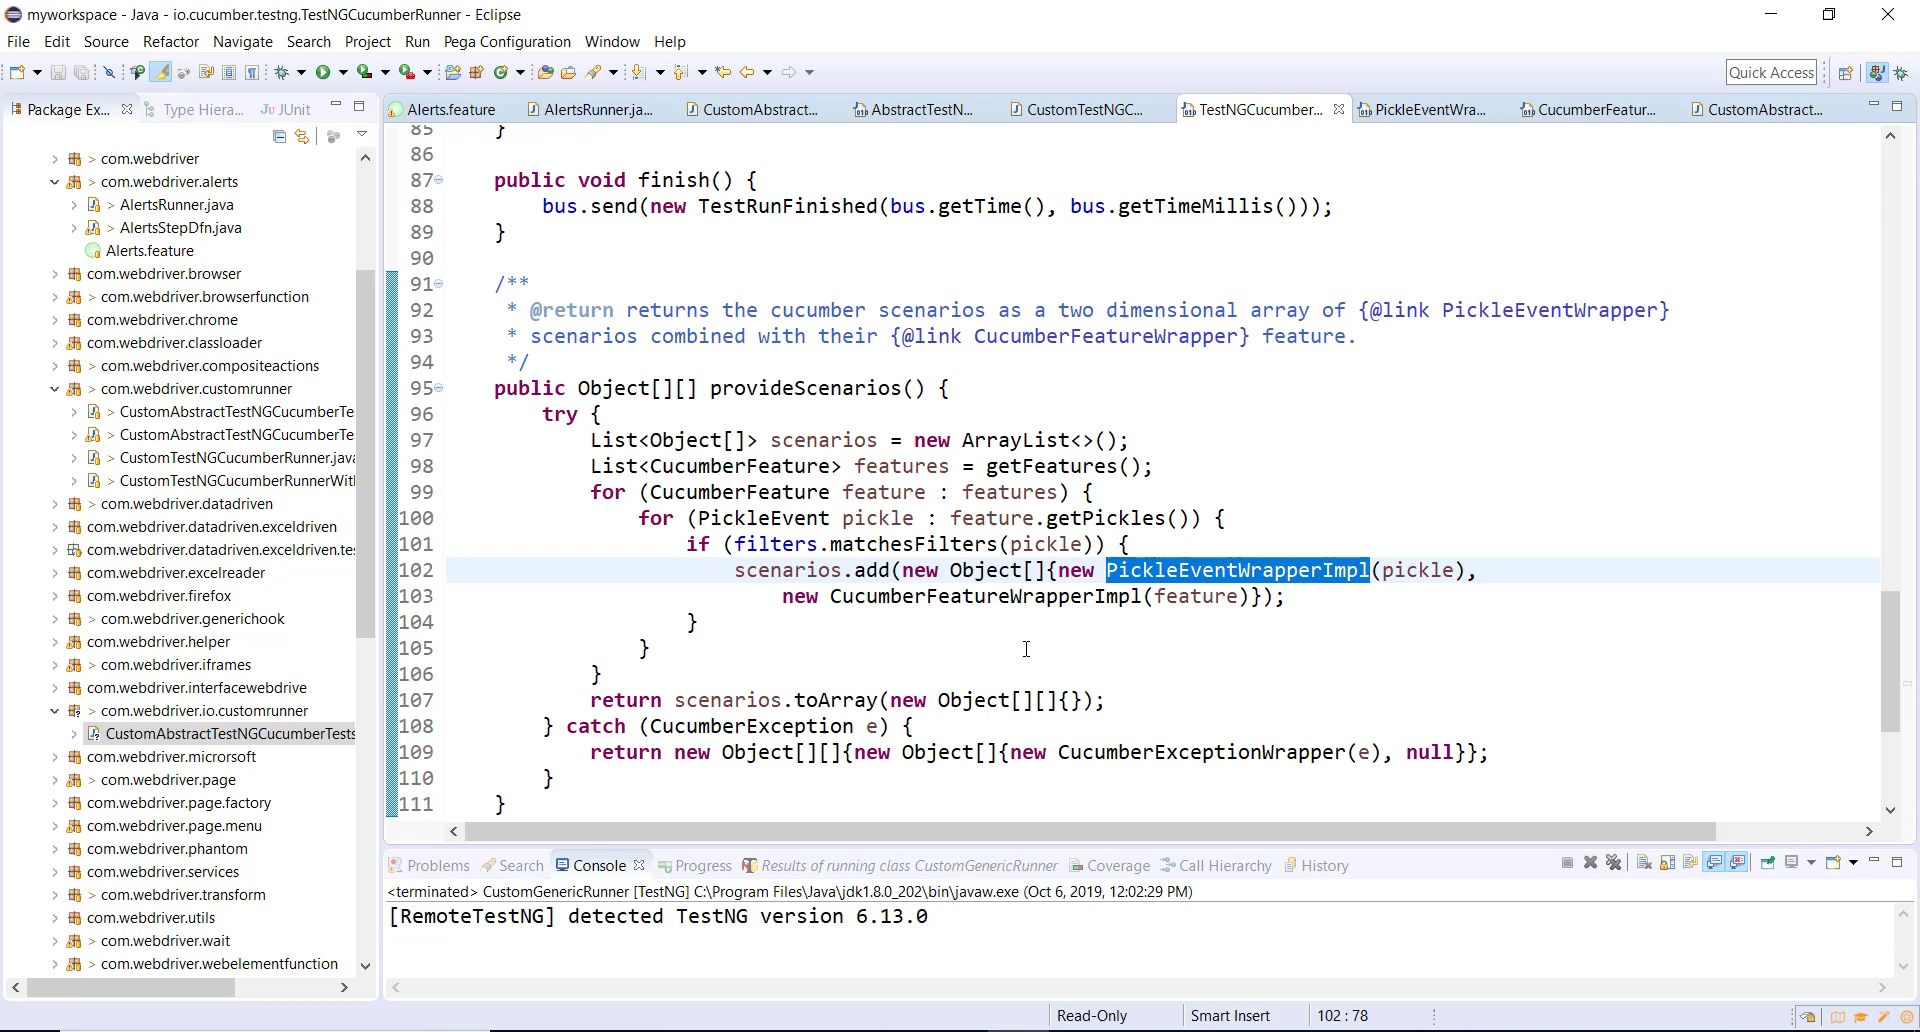 myworkspace - Java - io.cucumber.testng.TestNGCucumberRunner - Eclipse
File Edit Source Refactor Navigate Search Project Run Pega Configuration Window Help
Quick Access
Package Ex... Type Hiera... JUnit
Alerts.feature AlertsRunner.ja... CustomAbstract... AbstractTestN... CustomTestNGC... TestNGCucumber... PickleEventWra... CucumberFeatur... CustomAbstract...
> com.webdriver
> com.webdriver.alerts
> AlertsRunner.java
> AlertsStepDfn.java
Alerts.feature
com.webdriver.browser
> com.webdriver.browserfunction
> com.webdriver.chrome
com.webdriver.classloader
com.webdriver.compositeactions
> com.webdriver.customrunner
> CustomAbstractTestNGCucumberTe
> CustomAbstractTestNGCucumberTe
> CustomTestNGCucumberRunner.java
> CustomTestNGCucumberRunnerWitl
com.webdriver.datadriven
com.webdriver.datadriven.exceldriven
com.webdriver.datadriven.exceldriven.te
com.webdriver.excelreader
com.webdriver.firefox
> com.webdriver.generichook
com.webdriver.helper
> com.webdriver.iframes
com.webdriver.interfacewebdrive
> com.webdriver.io.customrunner
CustomAbstractTestNGCucumberTests
com.webdriver.microrsoft
> com.webdriver.page
com.webdriver.page.factory
com.webdriver.page.menu
com.webdriver.phantom
com.webdriver.services
> com.webdriver.transform
com.webdriver.utils
> com.webdriver.wait
> com.webdriver.webelementfunction
85 }
86
87 public void finish() {
88 bus.send(new TestRunFinished(bus.getTime(), bus.getTimeMillis()));
89 }
90
91 /**
92 * @return returns the cucumber scenarios as a two dimensional array of {@link PickleEventWrapper}
93 * scenarios combined with their {@link CucumberFeatureWrapper} feature.
94 */
95 public Object[][] provideScenarios() {
96 try {
97 List<Object[]> scenarios = new ArrayList<>();
98 List<CucumberFeature> features = getFeatures();
99 for (CucumberFeature feature : features) {
100 for (PickleEvent pickle : feature.getPickles()) {
101 if (filters.matchesFilters(pickle)) {
102 scenarios.add(new Object[]{new PickleEventWrapperImpl(pickle),
103 new CucumberFeatureWrapperImpl(feature)});
104 }
105 }
106 }
107 return scenarios.toArray(new Object[][]{});
108 } catch (CucumberException e) {
109 return new Object[][]{new Object[]{new CucumberExceptionWrapper(e), null}};
110 }
111 }
Problems Search Console Progress Results of running class CustomGenericRunner Coverage Call Hierarchy History
<terminated> CustomGenericRunner [TestNG] C:\Program Files\Java\jdk1.8.0_202\bin\javaw.exe (Oct 6, 2019, 12:02:29 PM)
[RemoteTestNG] detected TestNG version 6.13.0
Read-Only Smart Insert 102 : 78